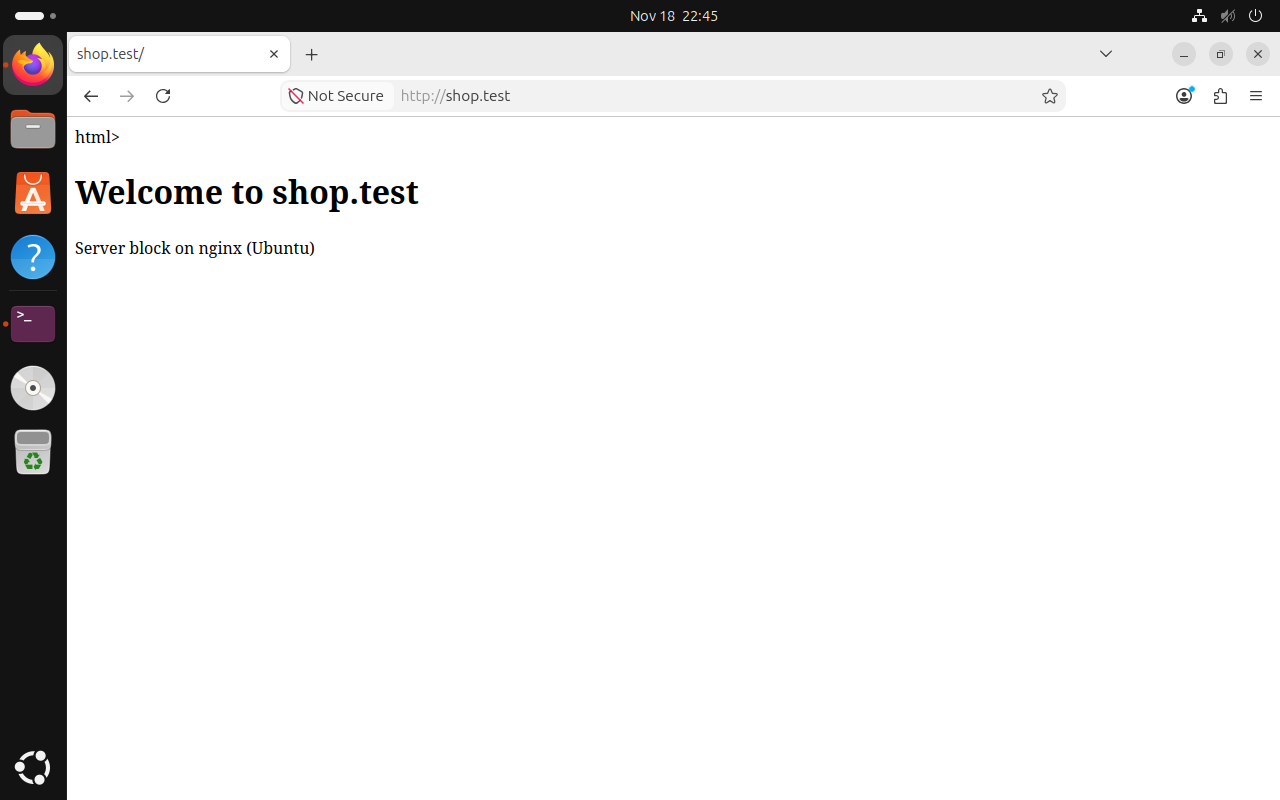 Nov 18 22:45
shop.test/
Not Secure http://shop.test
html>
Welcome to shop.test
Server block on nginx (Ubuntu)